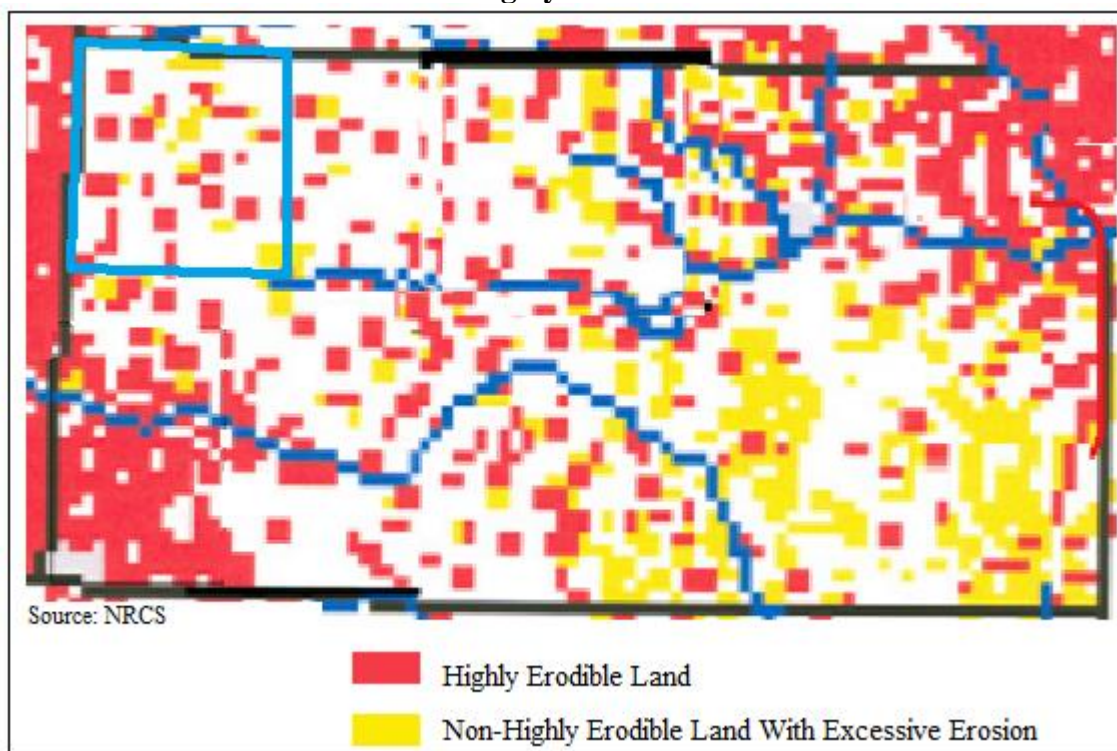 Source: NRCS
Highly Erodible Land
Non-Highly Erodible Land With Excessive Erosion